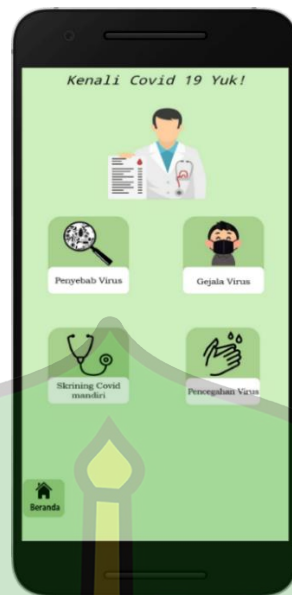 Kenali Covid 19 Yuk!
Penyebab Virus
Gejala Virus
Skrining Covid
mandiri
Pencegahan Virus
Beranda